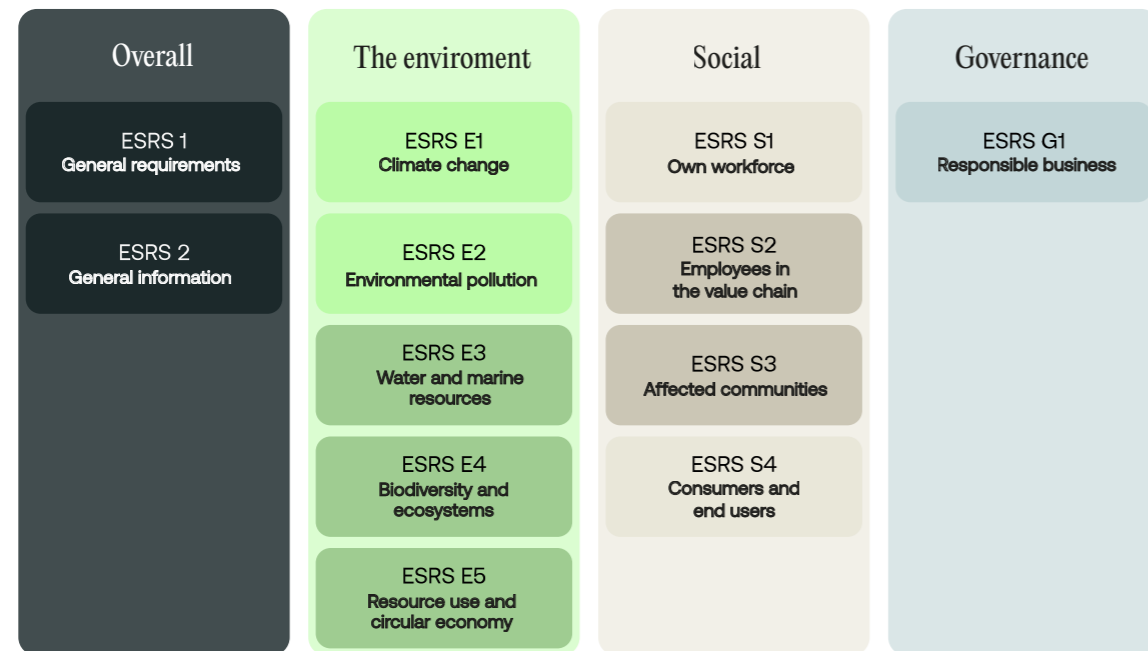 Overall
ESRS 1
General requirements
ESRS 2
General information
The enviroment
ESRS E1
Climate change
ESRS E2
Environmental pollution
ESRS E3
Water and marine
resources
ESRS E4
Biodiversity and
ecosystems
ESRS E5
Resource use and
circular economy
Social
ESRS S1
Own workforce
ESRS S2
Employees in
the value chain
ESRS S3
Affected communities
ESRS S4
Consumers and
end users
Governance
ESRS G1
Responsible business